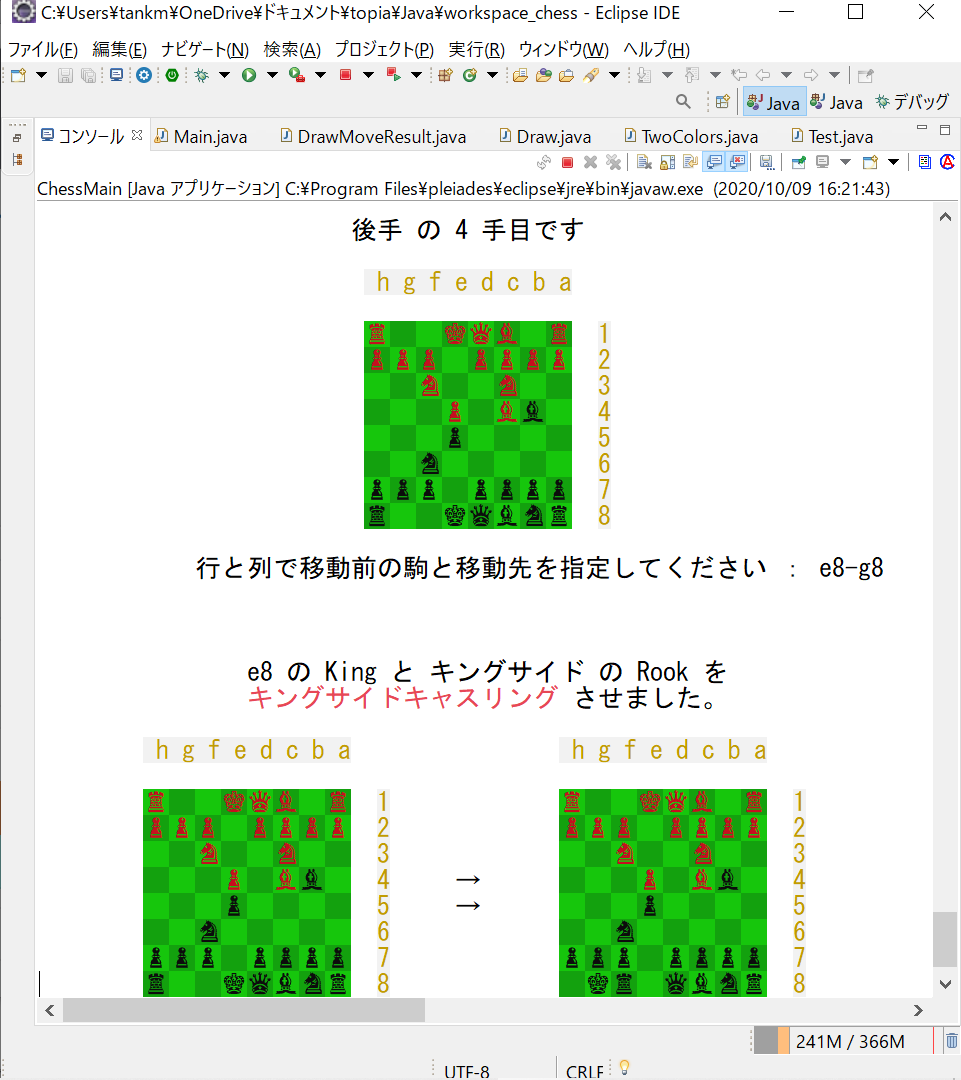 C:¥Users¥tankm¥OneDrive¥ドキュメント¥topia¥Java¥workspace_chess - Eclipse IDE
ファイル(F) 編集(E) ナビゲート(N) 検索(A) プロジェクト(P) 実行(R) ウィンドウ(W) ヘルプ(H)
Java Java デバッグ
コンソール Main.java DrawMoveResult.java Draw.java TwoColors.java Test.java
ChessMain [Java アプリケーション] C:¥Program Files¥pleiades¥eclipse¥jre¥bin¥javaw.exe (2020/10/09 16:21:43)
後手 の 4 手目です
h g f e d c b a
1
2
3
4
5
6
7
8
行と列で移動前の駒と移動先を指定してください : e8-g8
e8 の King と キングサイド の Rook を
キングサイドキャスリング させました。
h g f e d c b a h g f e d c b a
1 1
2 2
3 3
4 → 4
5 → 5
6 6
7 7
8 8
241M / 366M
UTF-8 CRLF